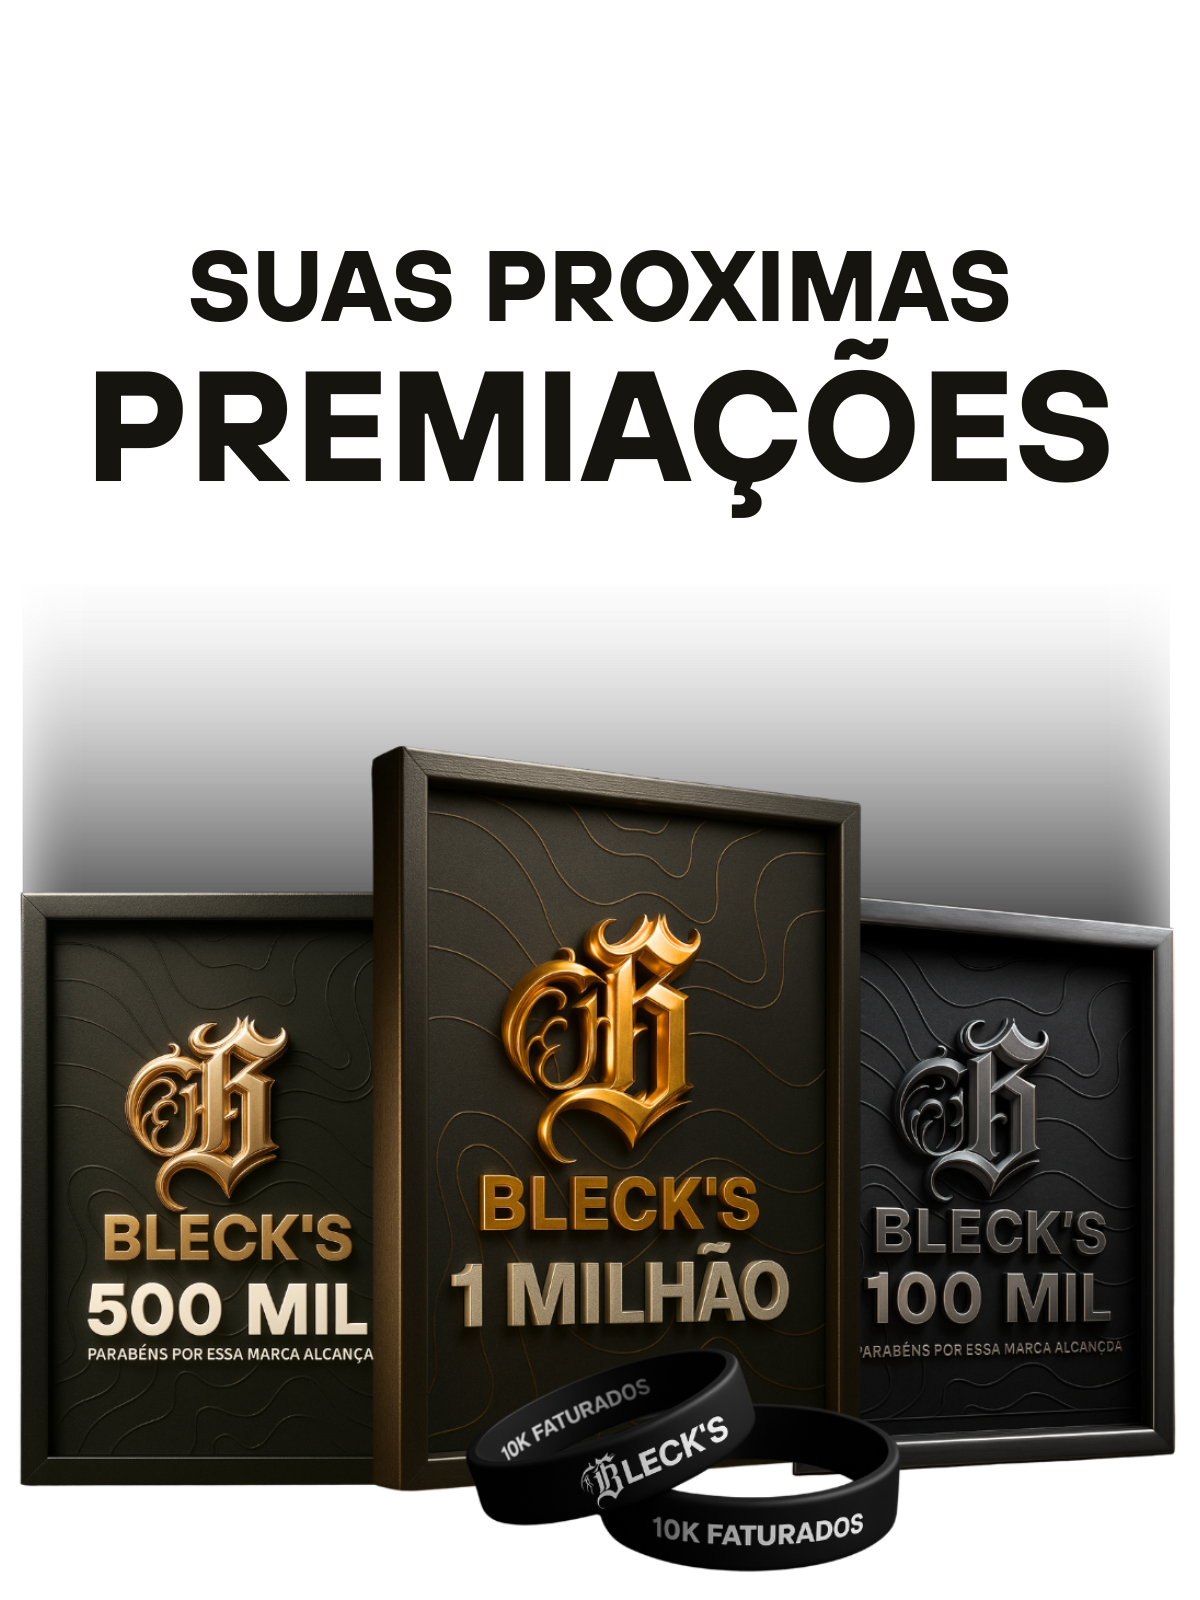 SUAS PROXIMAS
PREMIAÇÕES
BLECK'S
500 MIL
PARABÉNS POR ESSA MARCA ALCANÇA
BLECK'S
1 MILHÃO
BLECK'S
100 MIL
PARABÉNS POR ESSA MARCA ALCANÇDA
10K FATURADOS
BLECK'S
10K FATURADOS